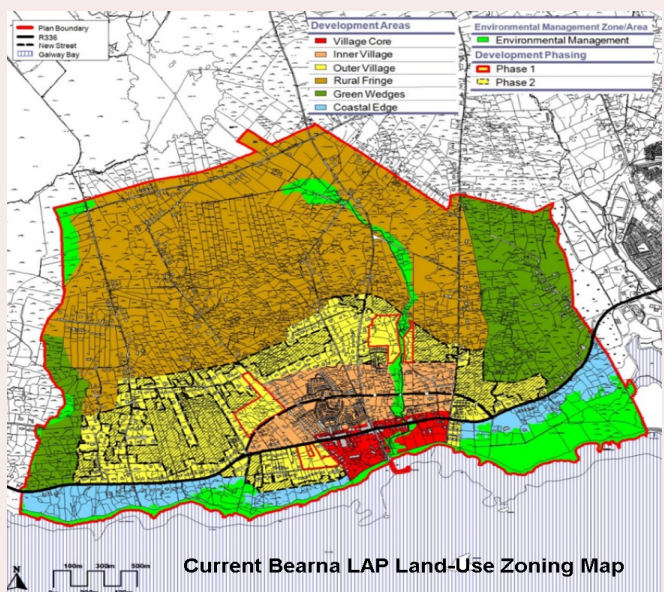 Plan Boundary
R336
New Street
Galway Bay
Development Areas
Village Core
Inner Village
Outer Village
Rural Fringe
Green Wedges
Coastal Edge
Environmental Management Zone/Area
Environmental Management
Development Phasing
Phase 1
Phase 2
Current Bearna LAP Land-Use Zoning Map
N
100m 300m 500m